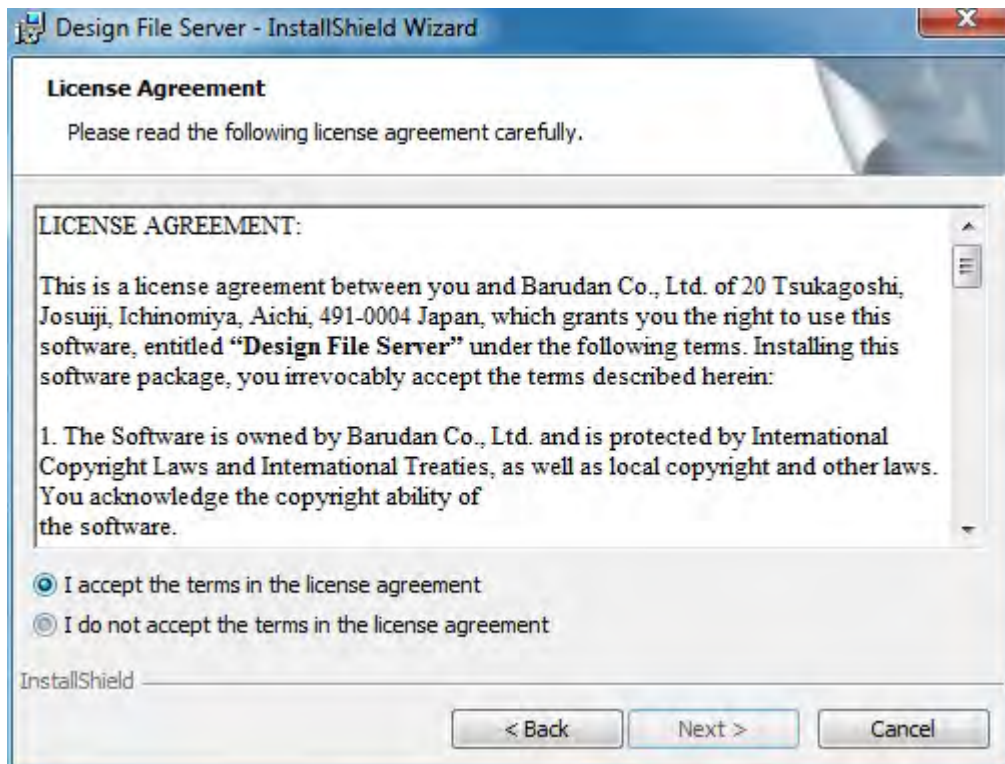 Design File Server - InstallShield Wizard
License Agreement
Please read the following license agreement carefully.
LICENSE AGREEMENT:
This is a license agreement between you and Barudan Co., Ltd. of 20 Tsukagoshi,
Josuiji, Ichinomiya, Aichi, 491-0004 Japan, which grants you the right to use this
software, entitled “Design File Server” under the following terms. Installing this
software package, you irrevocably accept the terms described herein:
1. The Software is owned by Barudan Co., Ltd. and is protected by International
Copyright Laws and International Treaties, as well as local copyright and other laws.
You acknowledge the copyright ability of
the software.
I accept the terms in the license agreement
I do not accept the terms in the license agreement
InstallShield
< Back Next > Cancel